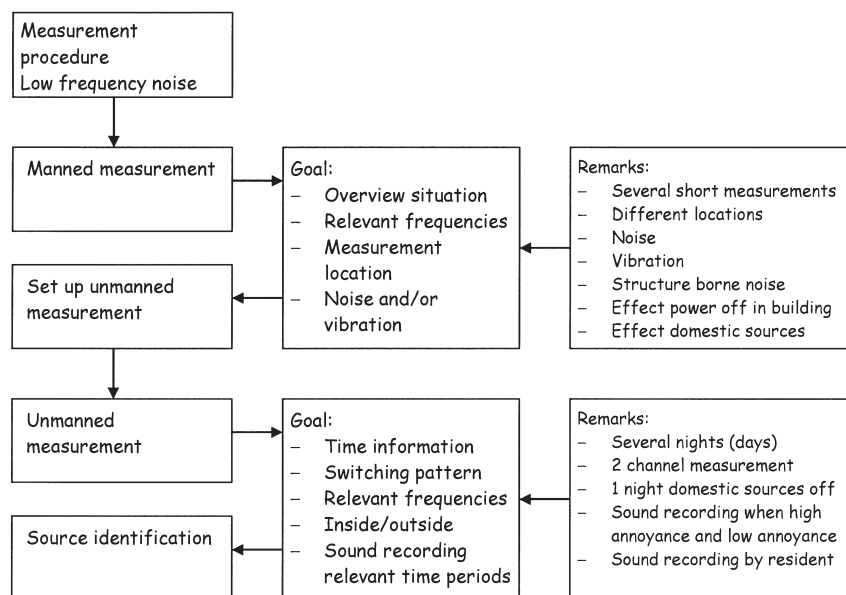 Measurement
procedure
Low frequency noise
Manned measurement
Goal:
– Overview situation
– Relevant frequencies
– Measurement
location
– Noise and/or
vibration
Remarks:
– Several short measurements
– Different locations
– Noise
– Vibration
– Structure borne noise
– Effect power off in building
– Effect domestic sources
Set up unmanned
measurement
Unmanned
measurement
Goal:
– Time information
– Switching pattern
– Relevant frequencies
– Inside/outside
– Sound recording
relevant time periods
Remarks:
– Several nights (days)
– 2 channel measurement
– 1 night domestic sources off
– Sound recording when high
annoyance and low annoyance
– Sound recording by resident
Source identification